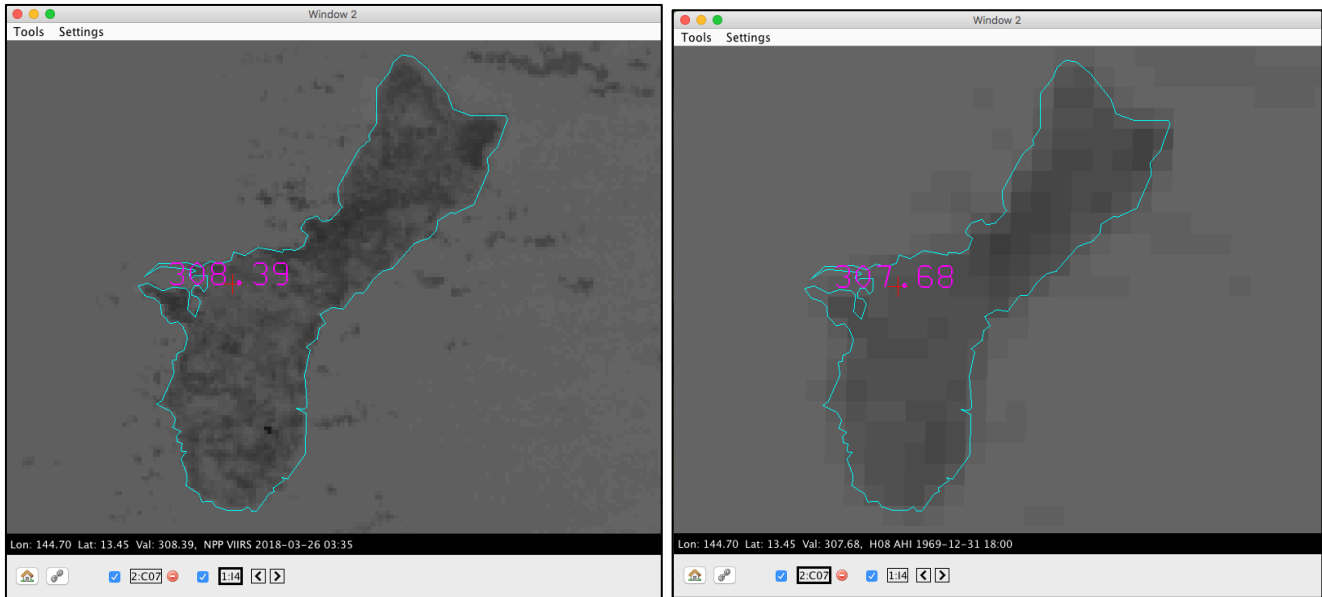 Window 2
Tools Settings
308.39
Lon: 144.70 Lat: 13.45 Val: 308.39, NPP VIIRS 2018-03-26 03:35
2:C07 1:I4 < >
Window 2
Tools Settings
307.68
Lon: 144.70 Lat: 13.45 Val: 307.68, H08 AHI 1969-12-31 18:00
2:C07 1:I4 < >